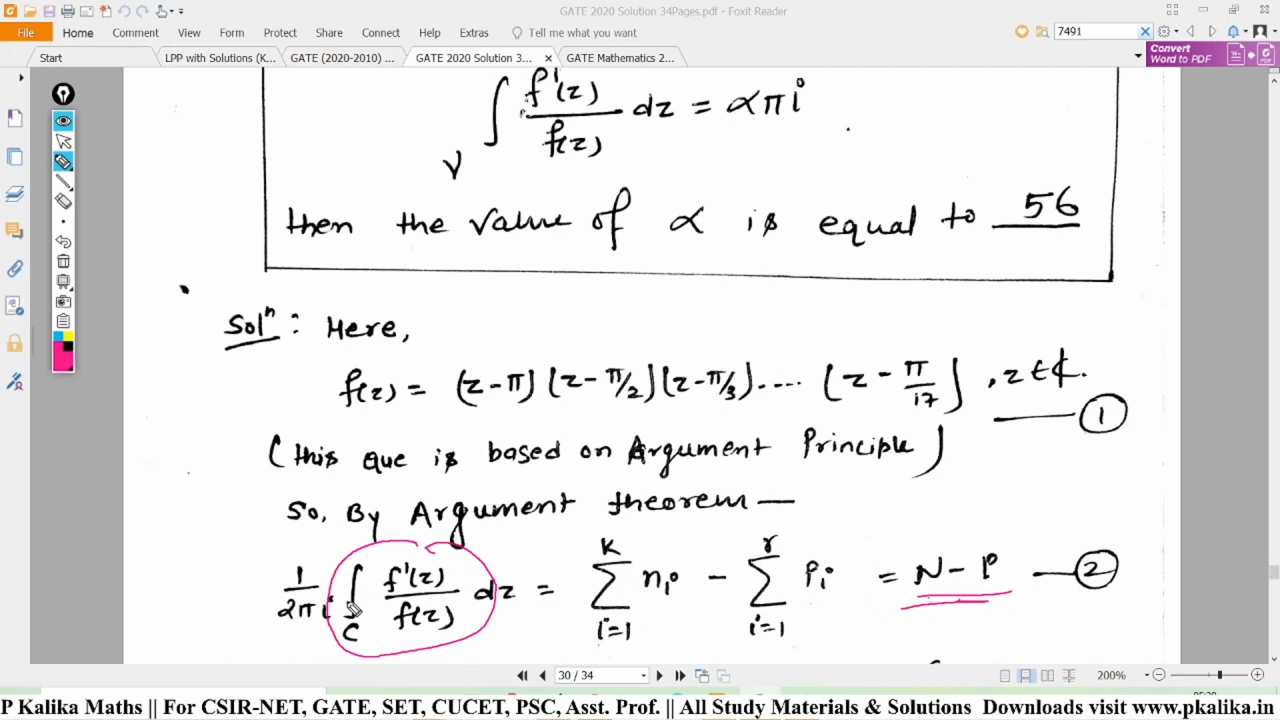 GATE 2020 Solution 34Pages.pdf - Foxit Reader
File Home Comment View Form Protect Share Connect Help Extras Tell me what you want 7491
Start LPP with Solutions (K... GATE (2020-2010) ... GATE 2020 Solution 3... GATE Mathematics 2... Convert Word to PDF
∫γ f'(z)/f(z) dz = απi
then the value of α is equal to 56
Solⁿ: Here,
f(z) = (z-π)(z-π/2)(z-π/3)....(z-π/17), z∈ℂ. ——— ①
(this que is based on Argument Principle)
So, By Argument theorem—
1/2πi ∫C f'(z)/f(z) dz = Σ_{i=1}^{k} nᵢ - Σ_{i=1}^{r} Pᵢ = N-P —②
30 / 34 200%
P Kalika Maths || For CSIR-NET, GATE, SET, CUCET, PSC, Asst. Prof. || All Study Materials & Solutions Downloads visit www.pkalika.in